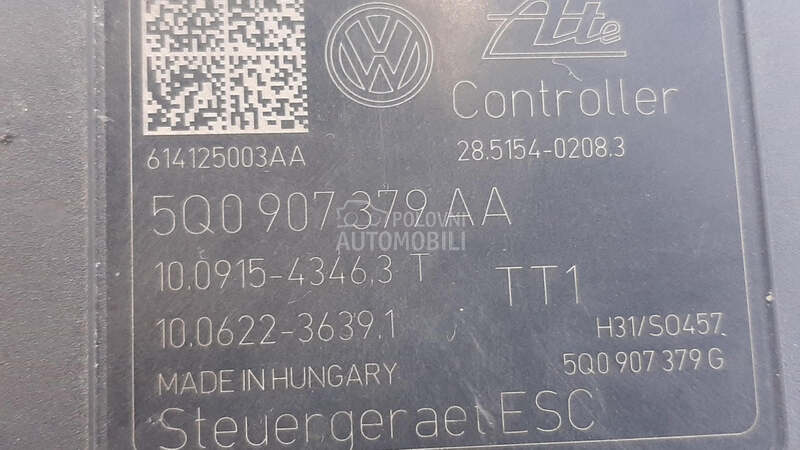 Ate
Controller
614125003AA
28.5154-0208.3
5Q0 907 379 AA
POLOVNI
AUTOMOBILI
10.0915-4346.3 T
TT1
10.0622-3639.1
H31/SO457
5Q0 907 379 G
MADE IN HUNGARY
Steuergeraet ESC